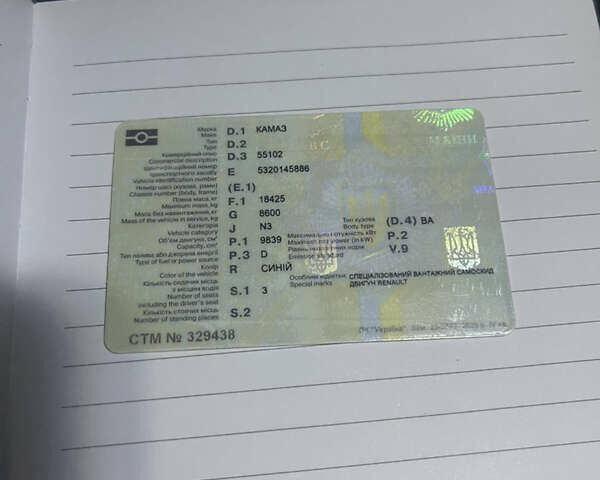 Марка D.1 КАМАЗ
Make
Тип D.2
Type
Комерційний опис D.3 55102
Commercial description
Ідентифікаційний номер E 5320145886
транспортного засобу
Vehicle identification number
Номер шасі (кузова, рами) (E.1)
Chassis number (body, frame)
Повна маса, кг F.1 18425
Maximum mass, kg
Маса без навантаження, кг G 8600
Mass of the vehicle in service, kg
Категорія J N3
Vehicle category
Об'єм двигуна, см³ P.1 9839
Capacity, cm³
Тип палива або джерела енергії P.3 D
Type of fuel or power source
Колір R СИНІЙ
Color of the vehicle
Кількість сидячих місць
з місцем водія S.1 3
Number of seats
including the driver's seat
Кількість стоячих місць S.2
Number of standing places
СТМ № 329438
Тип кузова (D.4) ВА
Body type
Максимальна потужність кВт P.2
Maximum net power (in kW)
Рівень екологічних норм V.9
Emission standard
Особливі відмітки СПЕЦІАЛІЗОВАНИЙ ВАНТАЖНИЙ САМОСКИД
Special marks ДВИГУН RENAULT